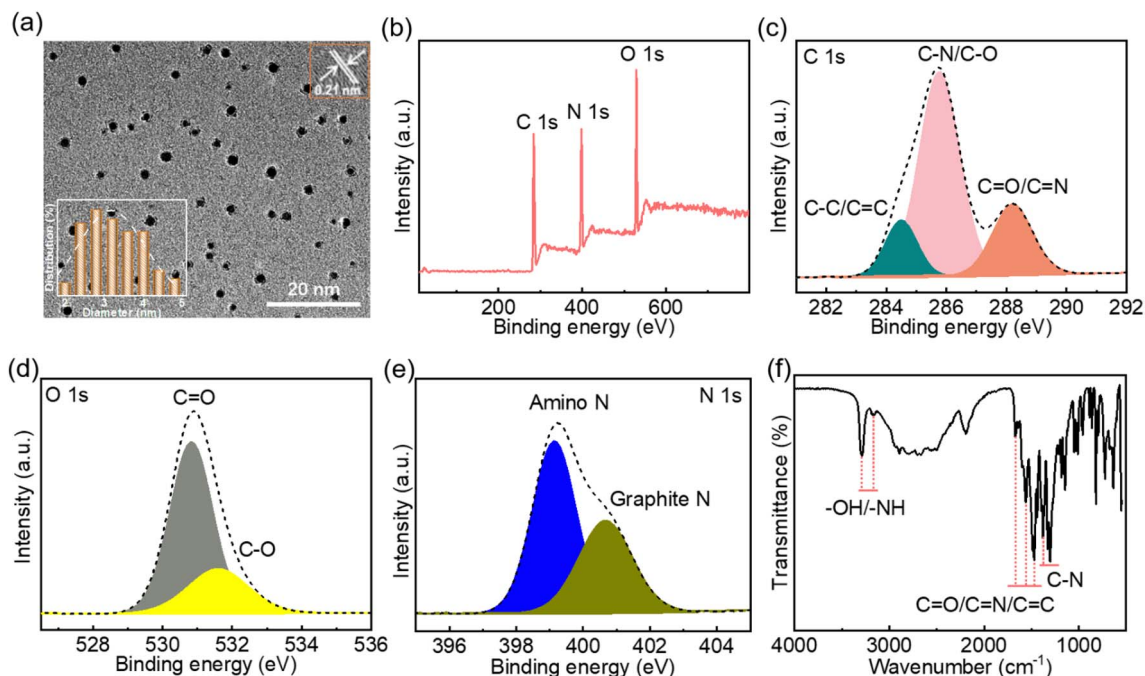 (a)
0.21 nm
Distribution (%)
2 3 4 5
Diameter (nm)
20 nm
(b)
Intensity (a.u.)
C 1s
N 1s
O 1s
200 400 600
Binding energy (eV)
(c)
C 1s
Intensity (a.u.)
C-N/C-O
C-C/C=C
C=O/C=N
282 284 286 288 290 292
Binding energy (eV)
(d)
O 1s
Intensity (a.u.)
C=O
C-O
528 530 532 534 536
Binding energy (eV)
(e)
N 1s
Intensity (a.u.)
Amino N
Graphite N
396 398 400 402 404
Binding energy (eV)
(f)
Transmittance (%)
-OH/-NH
C-N
C=O/C=N/C=C
4000 3000 2000 1000
Wavenumber (cm⁻¹)